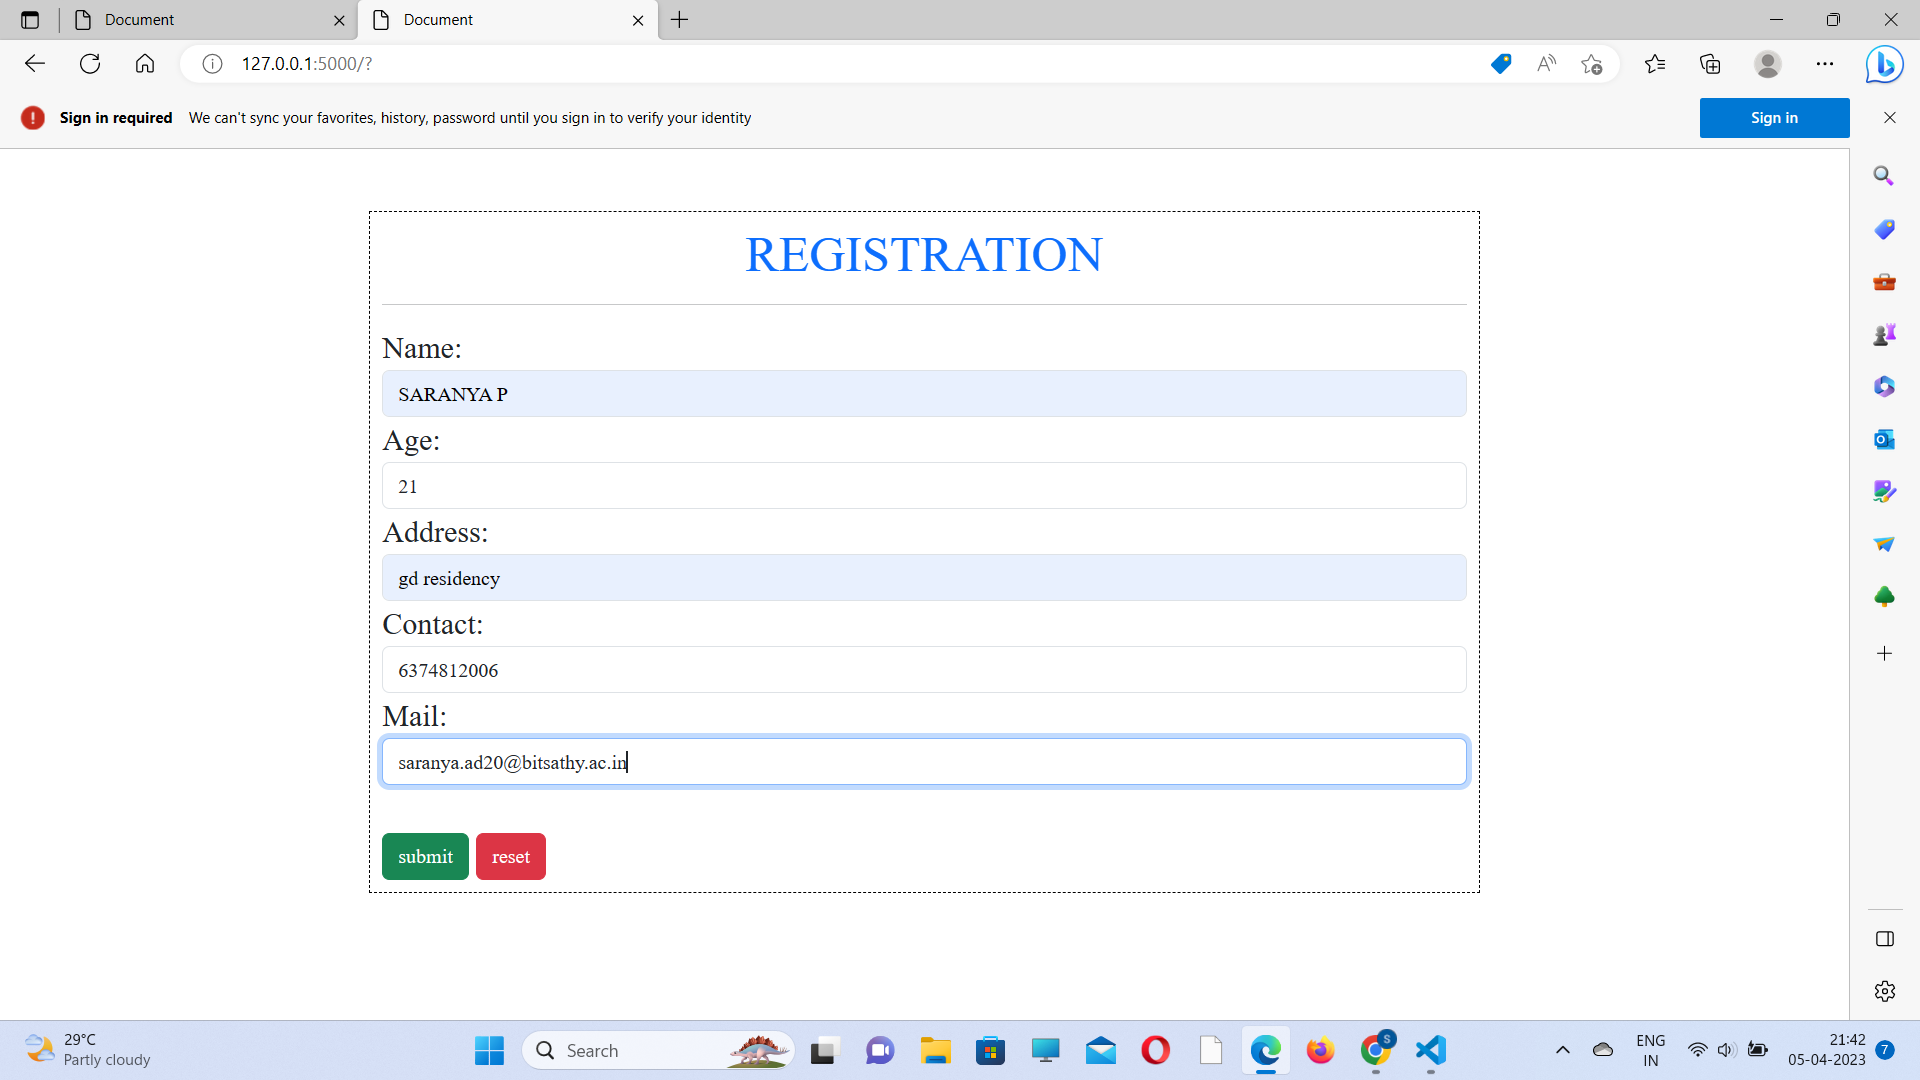 Document
Document
127.0.0.1:5000/?
Sign in required We can't sync your favorites, history, password until you sign in to verify your identity
Sign in
REGISTRATION
Name:
SARANYA P
Age:
21
Address:
gd residency
Contact:
6374812006
Mail:
saranya.ad20@bitsathy.ac.in
submit reset
29°C
Partly cloudy
Search
S
ENG
IN
21:42
05-04-2023
7